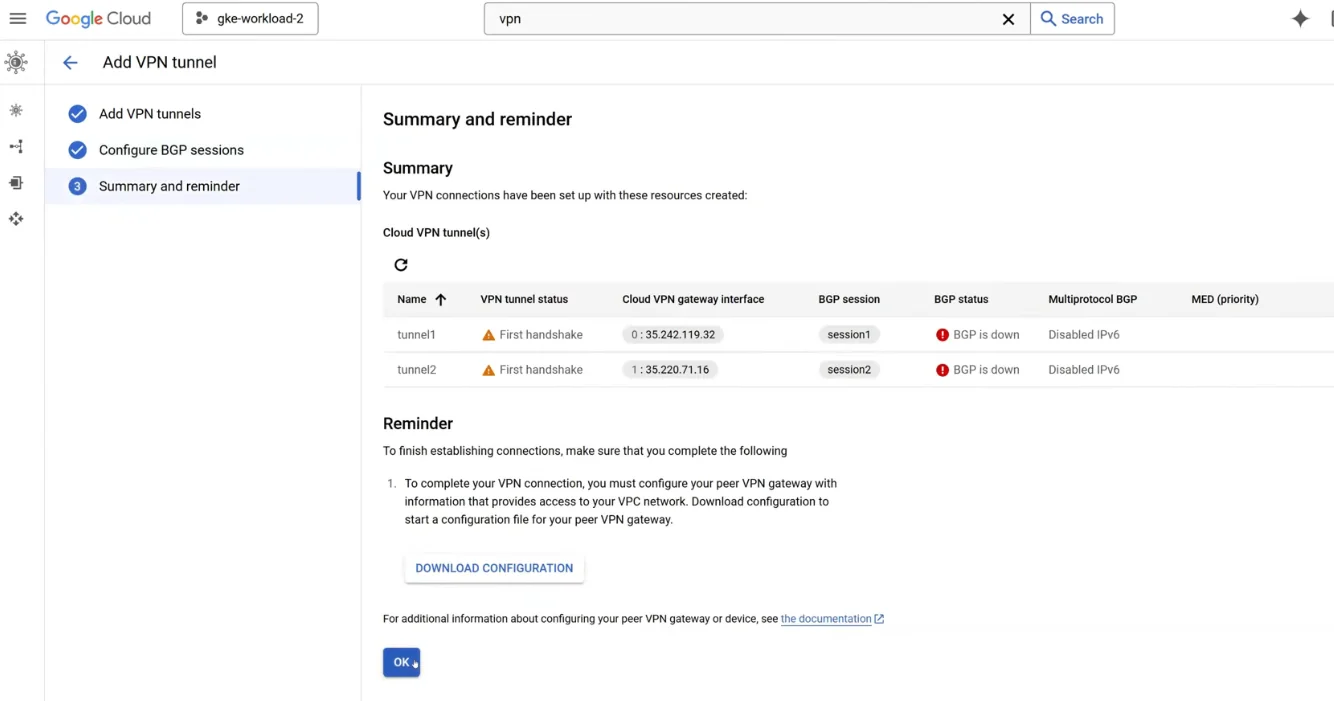 Google Cloud
gke-workload-2
vpn
Search
Add VPN tunnel
Add VPN tunnels
Configure BGP sessions
3 Summary and reminder
Summary and reminder
Summary
Your VPN connections have been set up with these resources created:
Cloud VPN tunnel(s)
Name VPN tunnel status Cloud VPN gateway interface BGP session BGP status Multiprotocol BGP MED (priority)
tunnel1 First handshake 0 : 35.242.119.32 session1 BGP is down Disabled IPv6
tunnel2 First handshake 1 : 35.220.71.16 session2 BGP is down Disabled IPv6
Reminder
To finish establishing connections, make sure that you complete the following
1. To complete your VPN connection, you must configure your peer VPN gateway with
information that provides access to your VPC network. Download configuration to
start a configuration file for your peer VPN gateway.
DOWNLOAD CONFIGURATION
For additional information about configuring your peer VPN gateway or device, see the documentation
OK